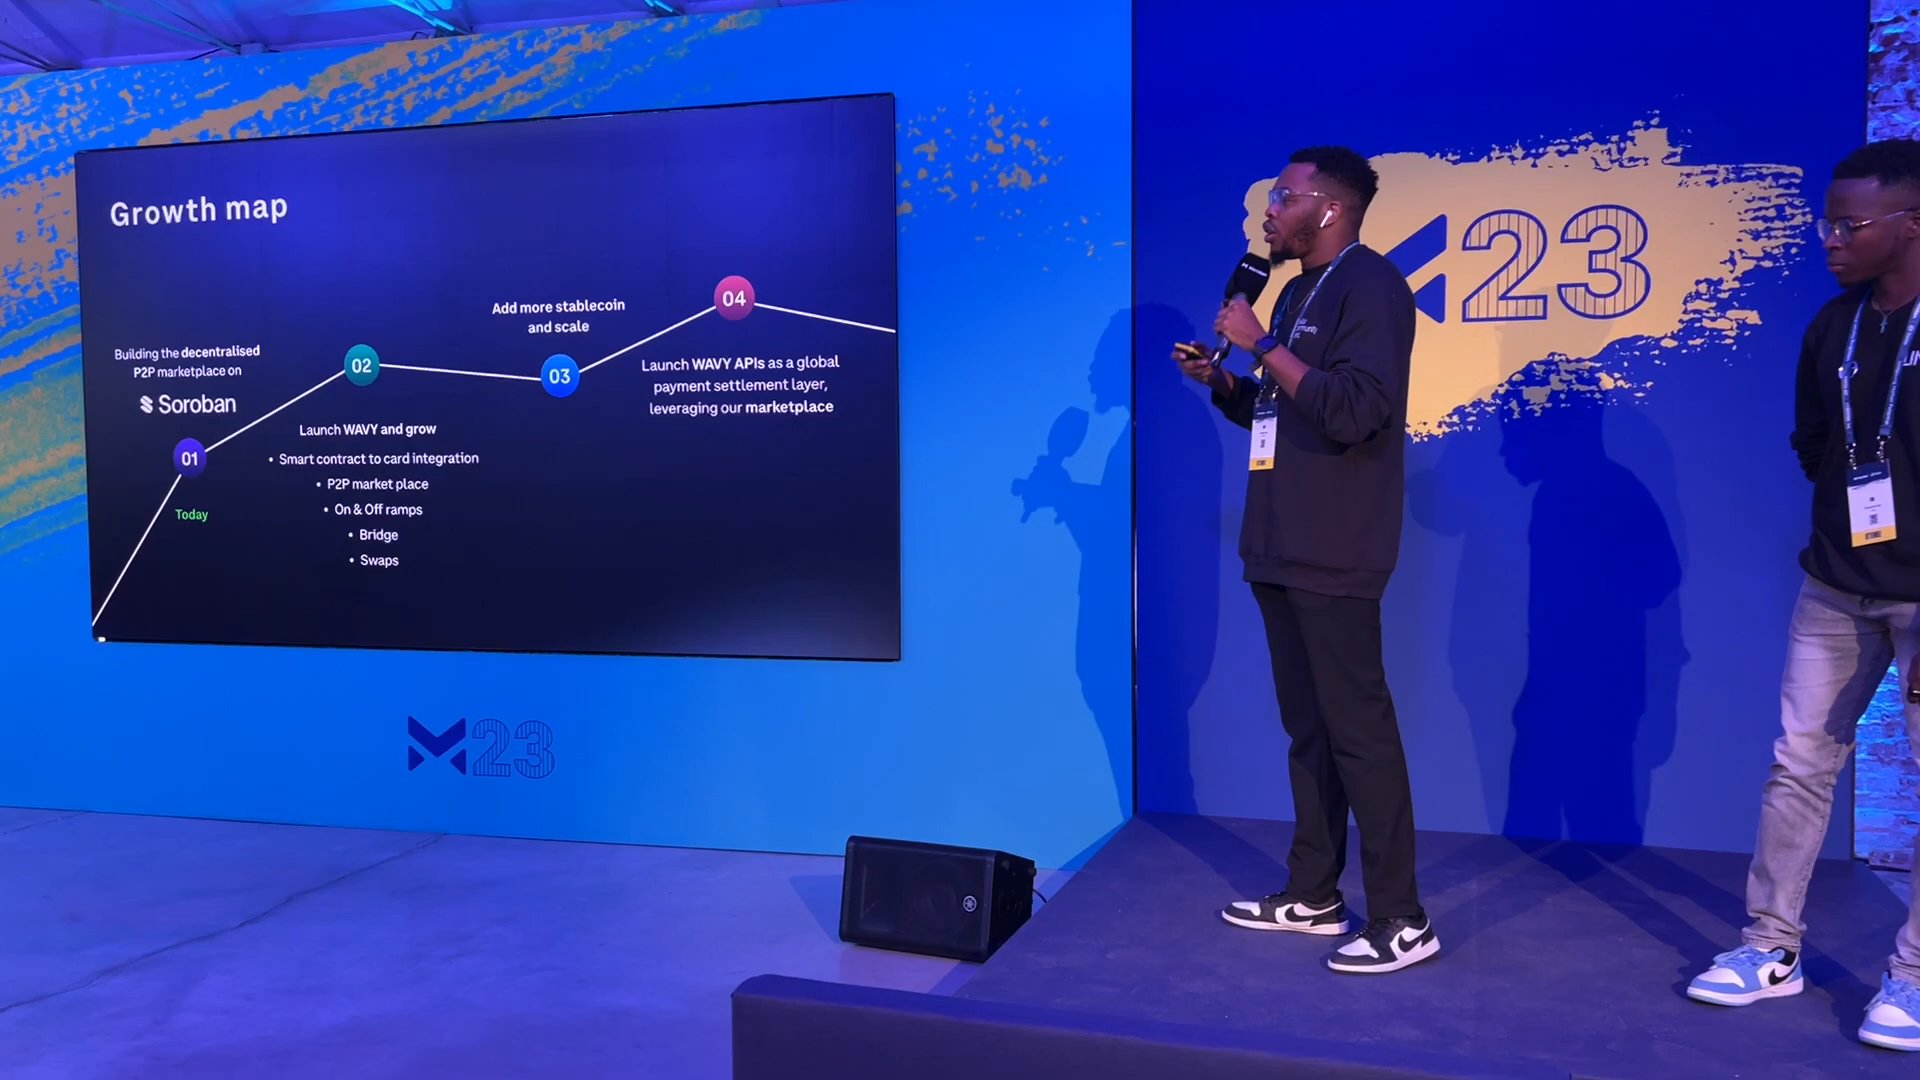 Growth map
Building the decentralised
P2P marketplace on
Soroban
01
Today
02
Launch WAVY and grow
• Smart contract to card integration
• P2P market place
• On & Off ramps
• Bridge
• Swaps
Add more stablecoin
and scale
03
04
Launch WAVY APIs as a global
payment settlement layer,
leveraging our marketplace
M23
23